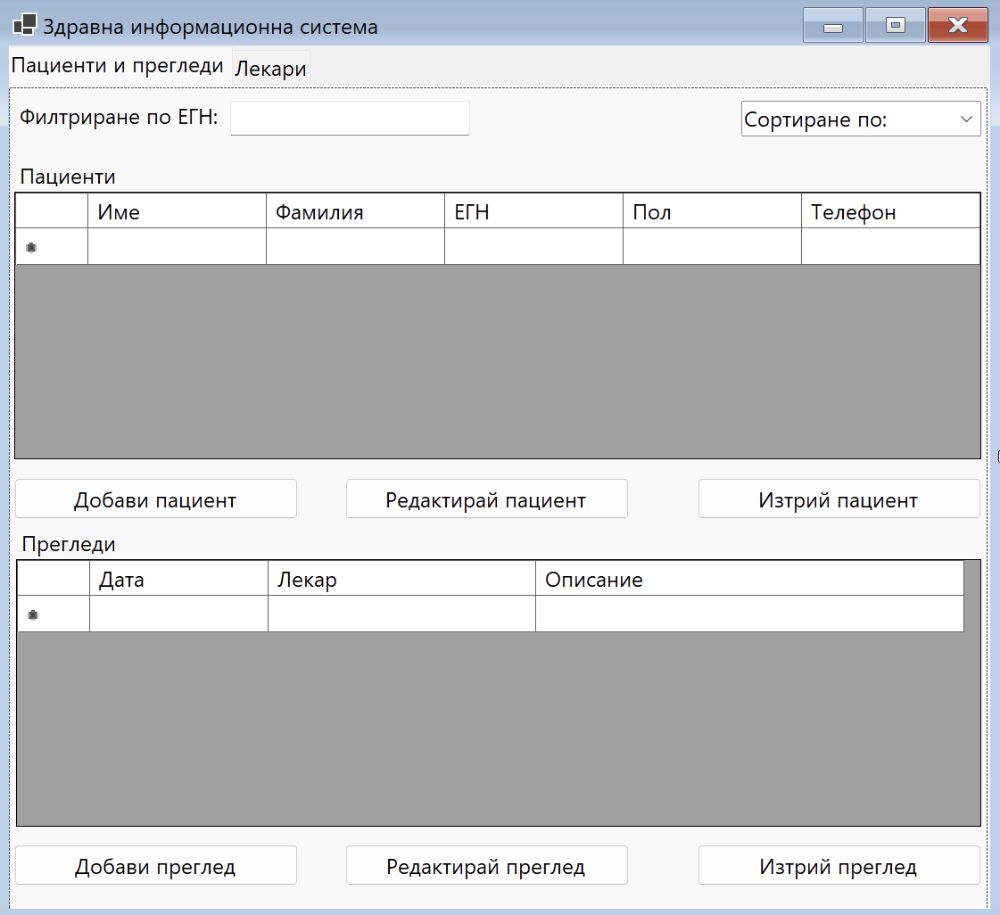 Здравна информационна система
Пациенти и прегледи Лекари
Филтриране по ЕГН: Сортиране по:
Пациенти
Име Фамилия ЕГН Пол Телефон
Добави пациент Редактирай пациент Изтрий пациент
Прегледи
Дата Лекар Описание
Добави преглед Редактирай преглед Изтрий преглед